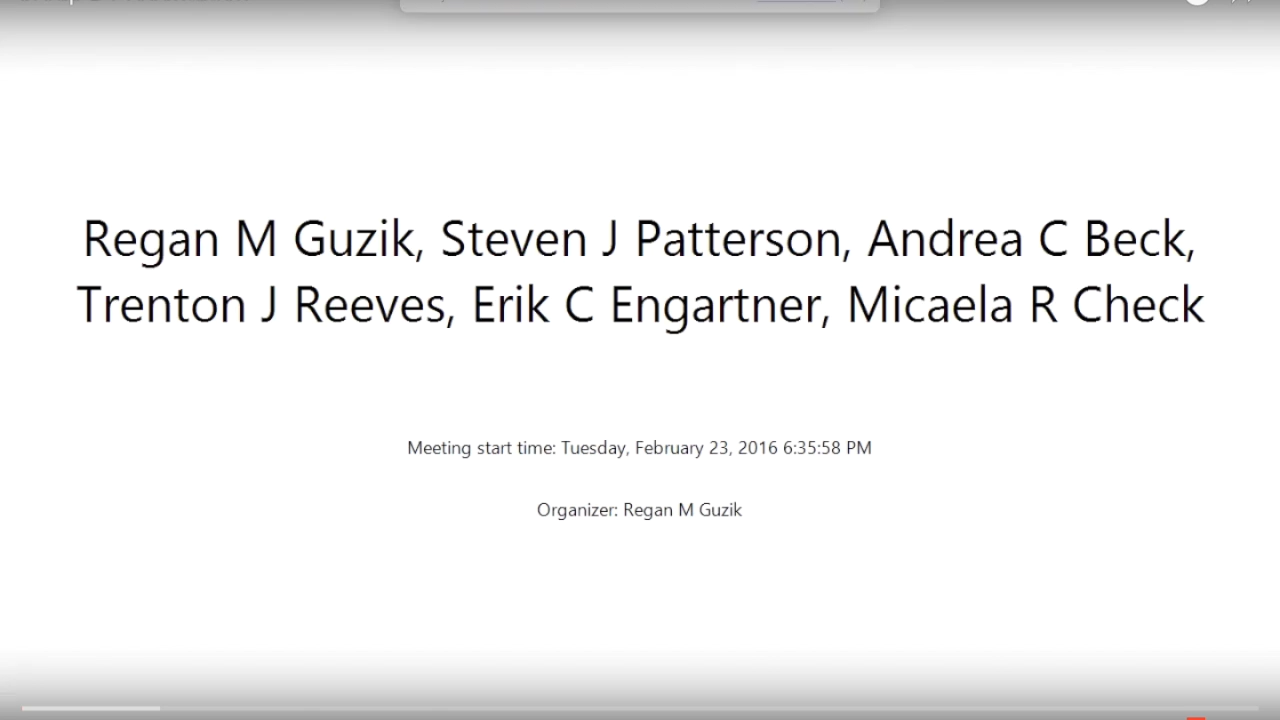 Regan M Guzik, Steven J Patterson, Andrea C Beck,
Trenton J Reeves, Erik C Engartner, Micaela R Check
Meeting start time: Tuesday, February 23, 2016 6:35:58 PM
Organizer: Regan M Guzik